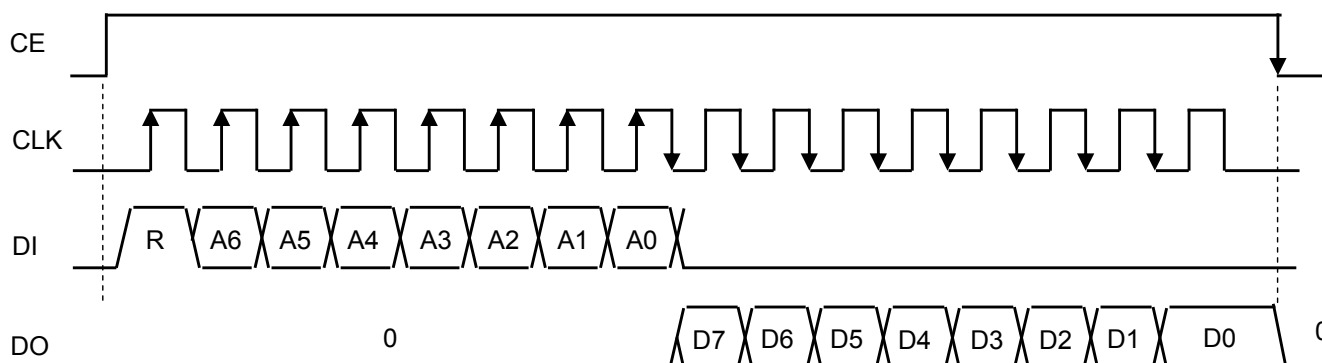 CE
CLK
DI R A6 A5 A4 A3 A2 A1 A0
DO 0 D7 D6 D5 D4 D3 D2 D1 D0 0